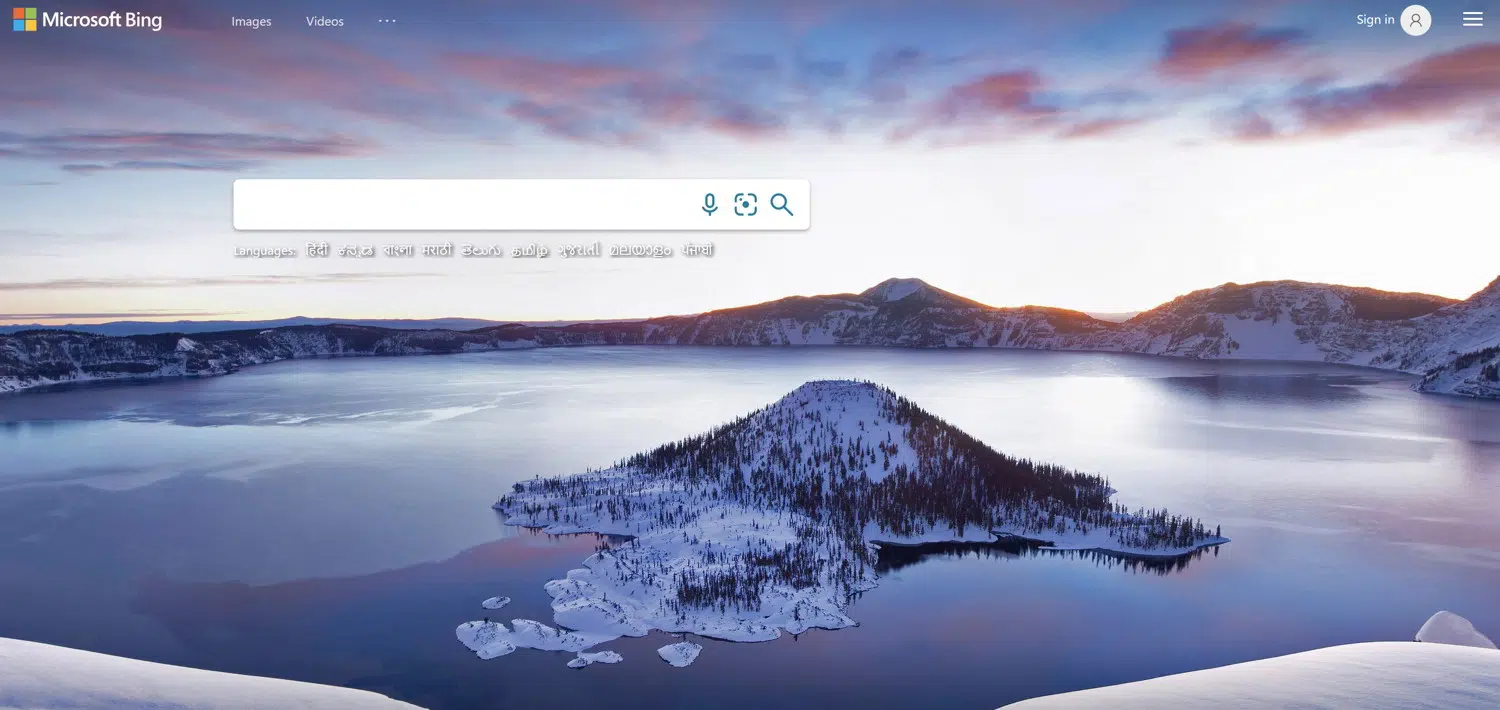 Microsoft Bing Images Videos ... Sign in
Languages: हिंदी ಕನ್ನಡ বাংলা मराठी తెలుగు தமிழ் ગુજરાતી മലയാളം ਪੰਜਾਬੀ